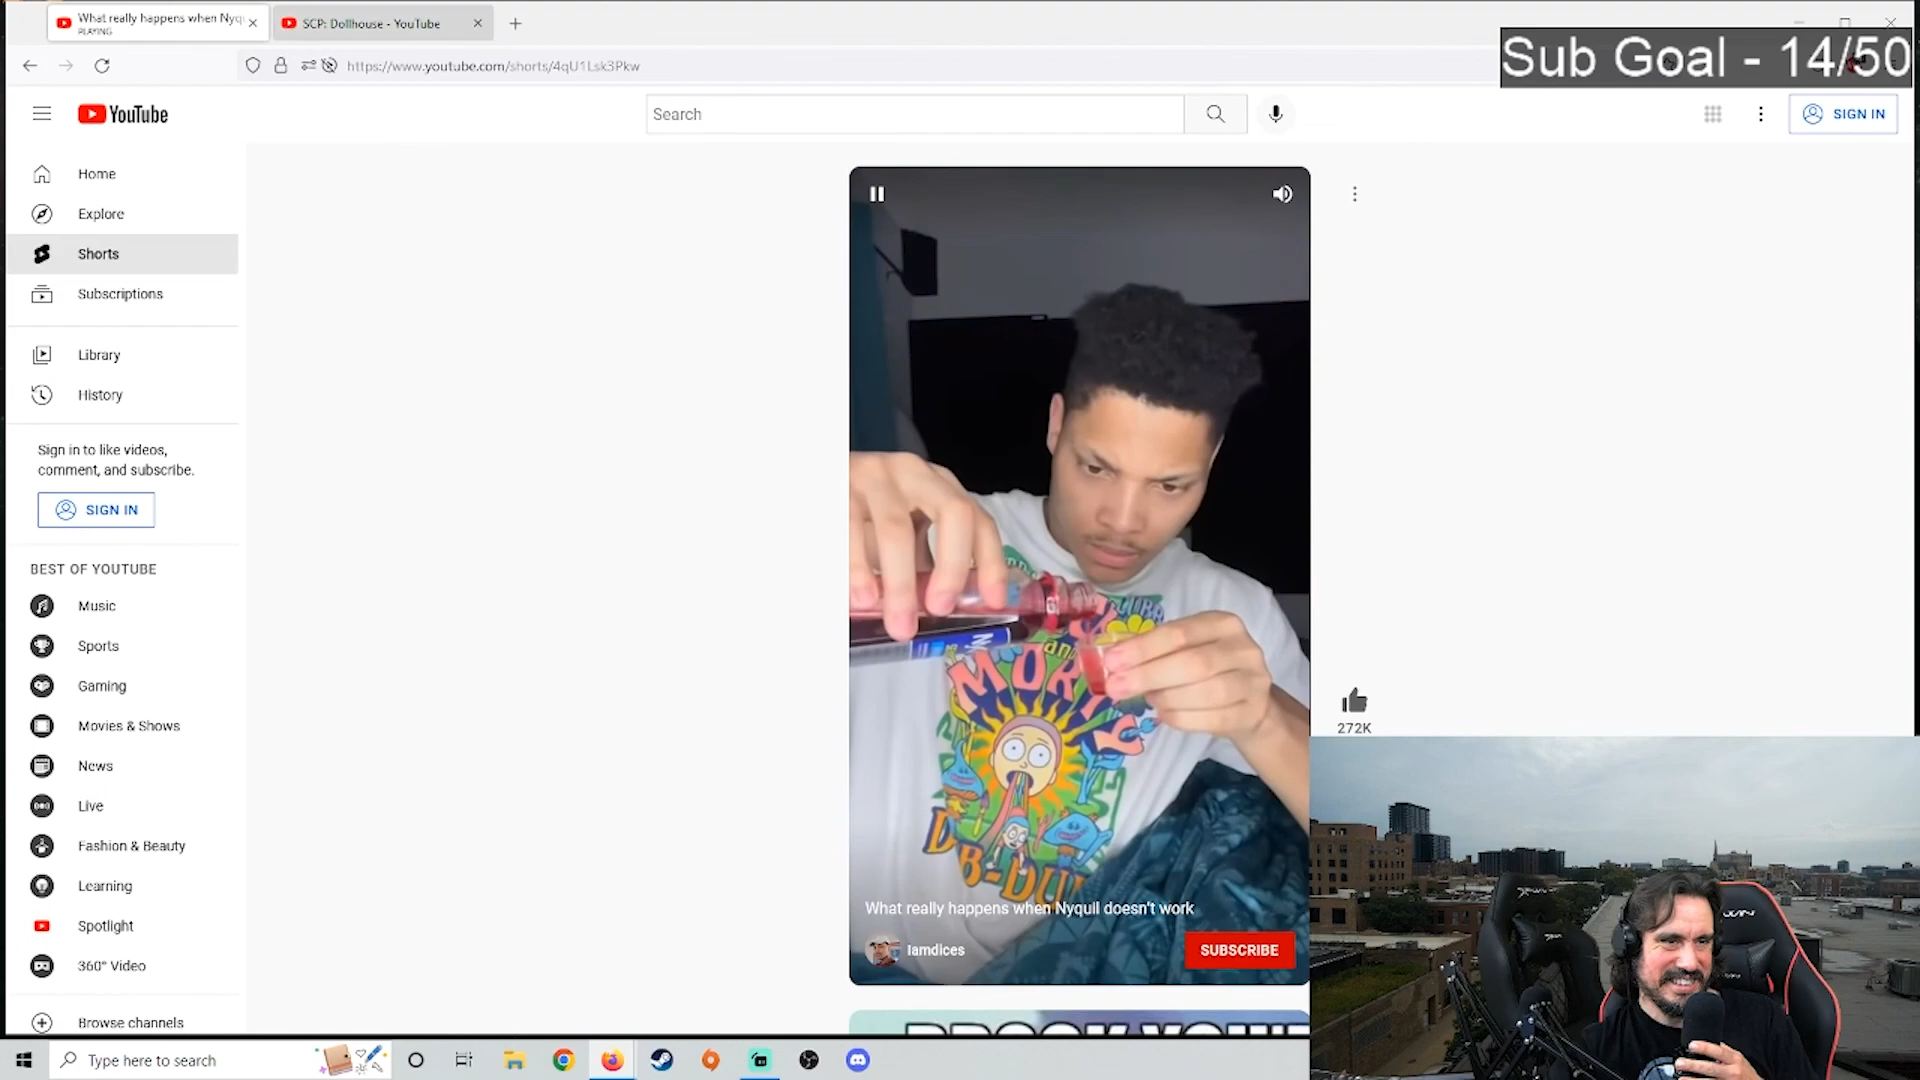 What really happens when Nyqu
PLAYING
SCP: Dollhouse - YouTube
https://www.youtube.com/shorts/4qU1Lsk3Pkw
Sub Goal - 14/50
YouTube
Search
SIGN IN
Home
Explore
Shorts
Subscriptions
Library
History
Sign in to like videos,
comment, and subscribe.
SIGN IN
BEST OF YOUTUBE
Music
Sports
Gaming
Movies & Shows
News
Live
Fashion & Beauty
Learning
Spotlight
360° Video
Browse channels
and
MORTY
What really happens when Nyquil doesn't work
Iamdices
SUBSCRIBE
272K
Type here to search